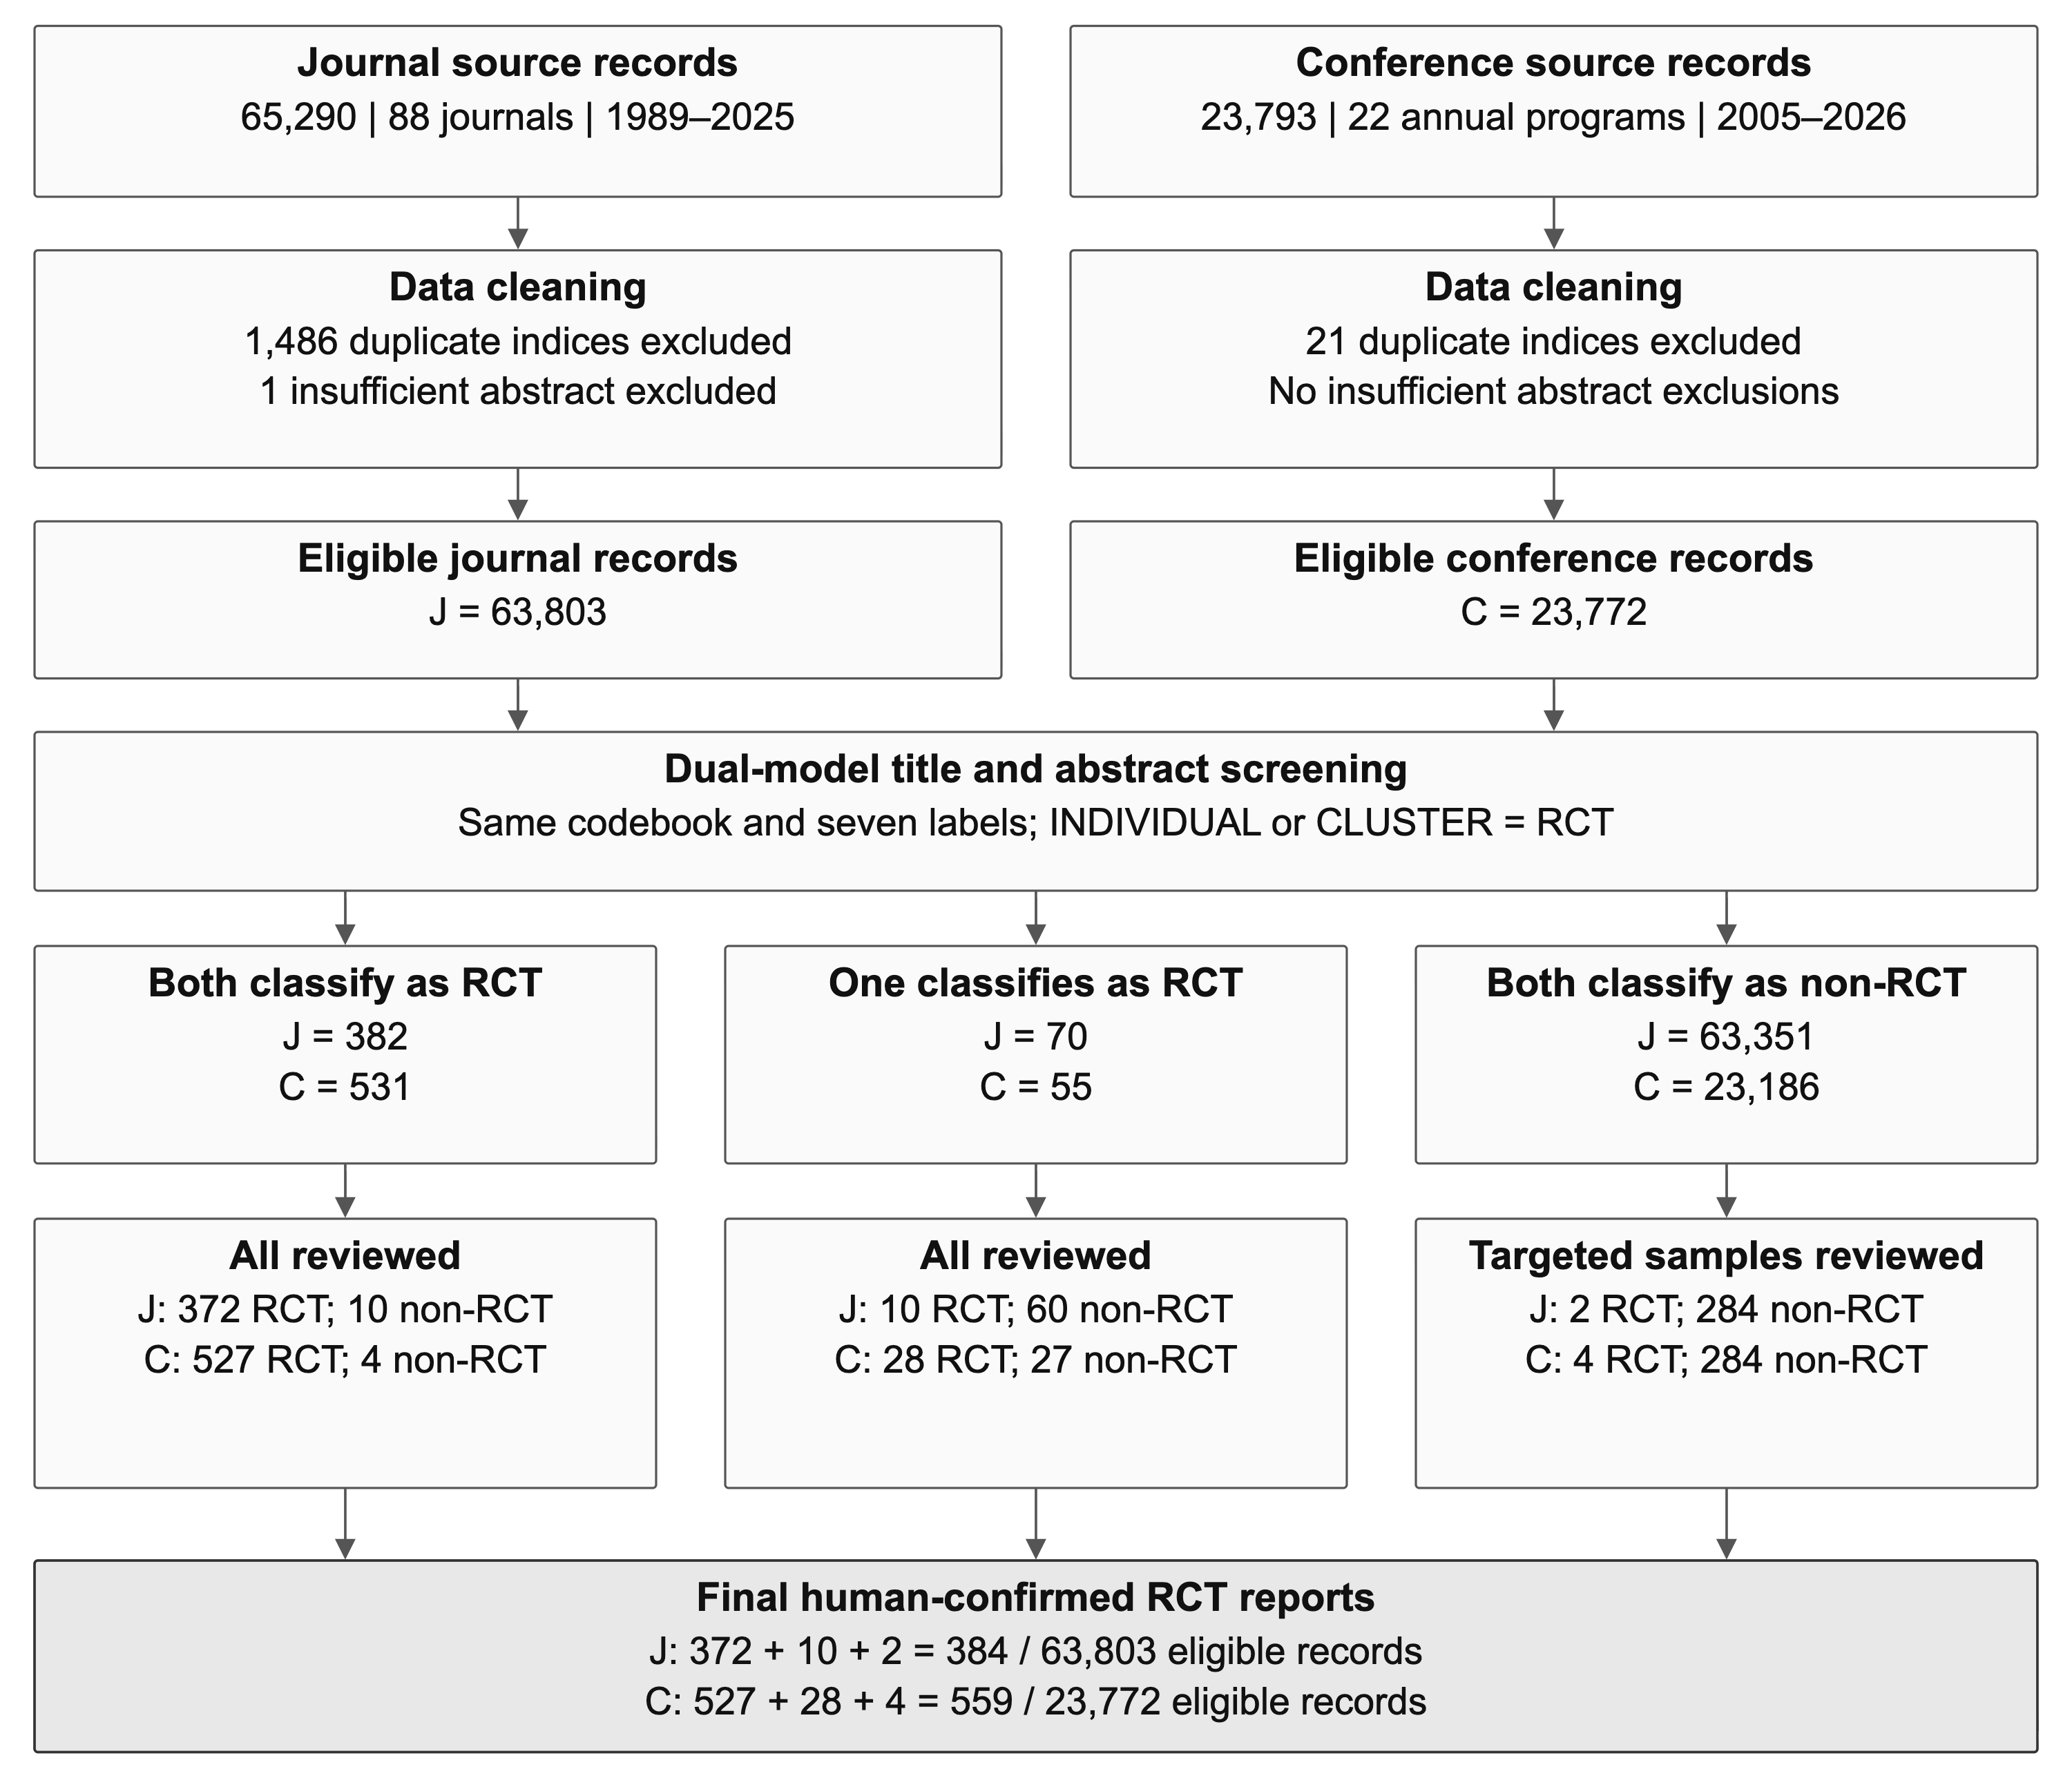 Journal source records
65,290 | 88 journals | 1989–2025
Conference source records
23,793 | 22 annual programs | 2005–2026
Data cleaning
1,486 duplicate indices excluded
1 insufficient abstract excluded
Data cleaning
21 duplicate indices excluded
No insufficient abstract exclusions
Eligible journal records
J = 63,803
Eligible conference records
C = 23,772
Dual-model title and abstract screening
Same codebook and seven labels; INDIVIDUAL or CLUSTER = RCT
Both classify as RCT
J = 382
C = 531
One classifies as RCT
J = 70
C = 55
Both classify as non-RCT
J = 63,351
C = 23,186
All reviewed
J: 372 RCT; 10 non-RCT
C: 527 RCT; 4 non-RCT
All reviewed
J: 10 RCT; 60 non-RCT
C: 28 RCT; 27 non-RCT
Targeted samples reviewed
J: 2 RCT; 284 non-RCT
C: 4 RCT; 284 non-RCT
Final human-confirmed RCT reports
J: 372 + 10 + 2 = 384 / 63,803 eligible records
C: 527 + 28 + 4 = 559 / 23,772 eligible records